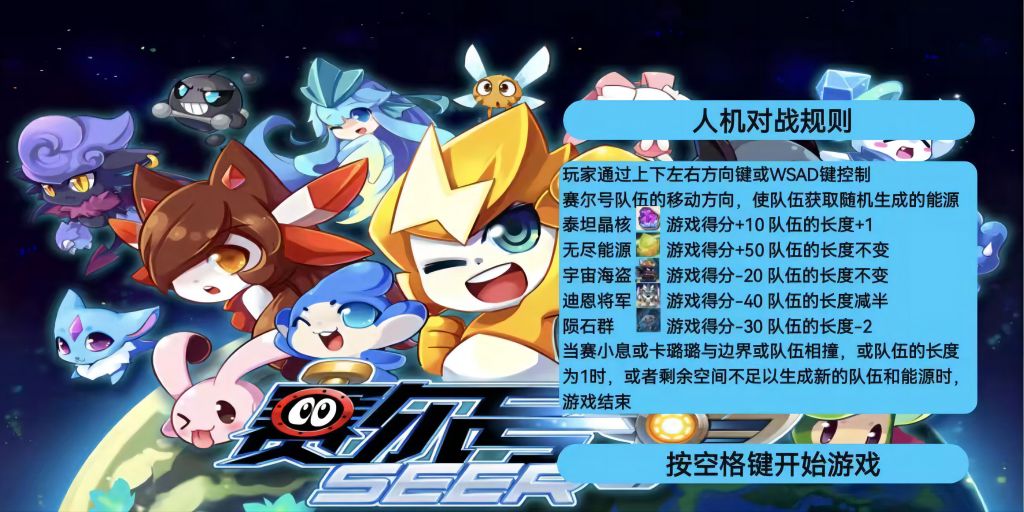 人机对战规则
玩家通过上下左右方向键或WSAD键控制
赛尔号队伍的移动方向，使队伍获取随机生成的能源
泰坦晶核 游戏得分+10 队伍的长度+1
无尽能源 游戏得分+50 队伍的长度不变
宇宙海盗 游戏得分-20 队伍的长度不变
迪恩将军 游戏得分-40 队伍的长度减半
陨石群 游戏得分-30 队伍的长度-2
当赛小息或卡璐璐与边界或队伍相撞，或队伍的长度
为1时，或者剩余空间不足以生成新的队伍和能源时，
游戏结束
赛尔号
SEER
按空格键开始游戏